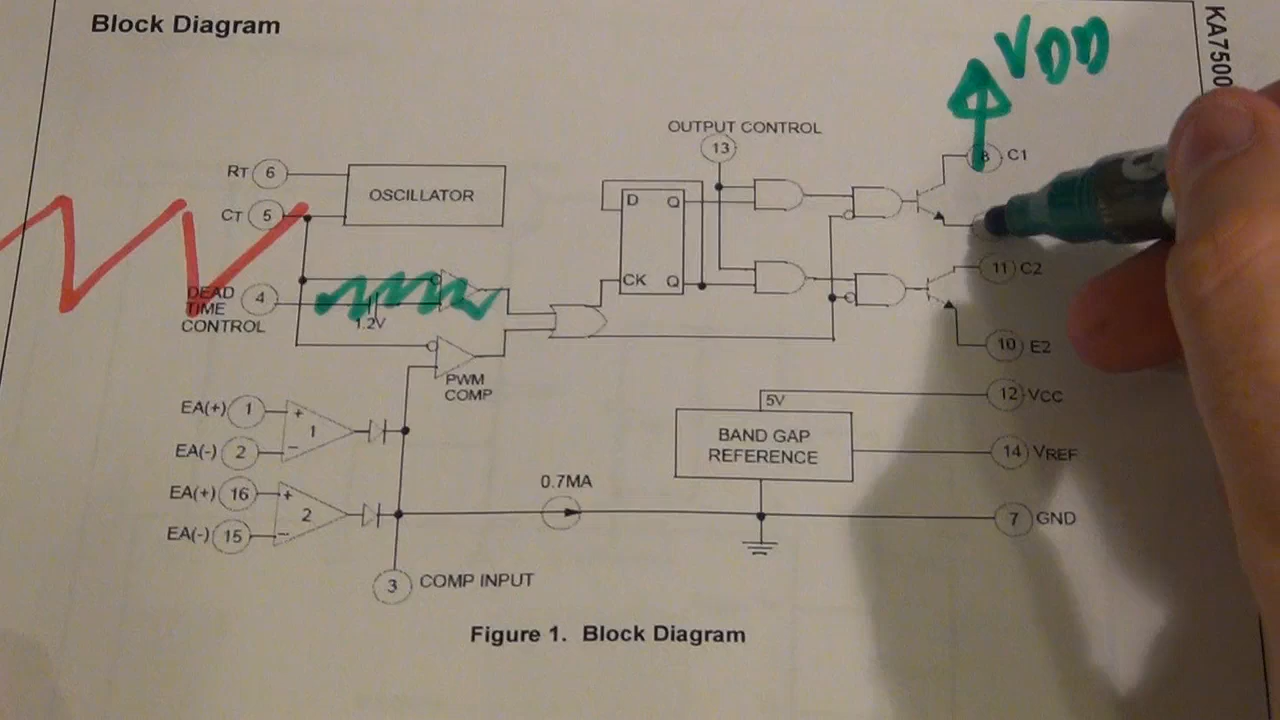 Block Diagram
KA7500
VDD
OUTPUT CONTROL
13
RT 6
OSCILLATOR
8 C1
D Q
CT 5
11 C2
CK Q
DEAD
TIME
CONTROL
4
1.2V
10 E2
PWM
COMP
EA(+) 1
+
1
EA(-) 2
-
5V
12 VCC
BAND GAP
REFERENCE
14 VREF
EA(+) 16
+
2
EA(-) 15
-
0.7MA
7 GND
3 COMP INPUT
Figure 1. Block Diagram